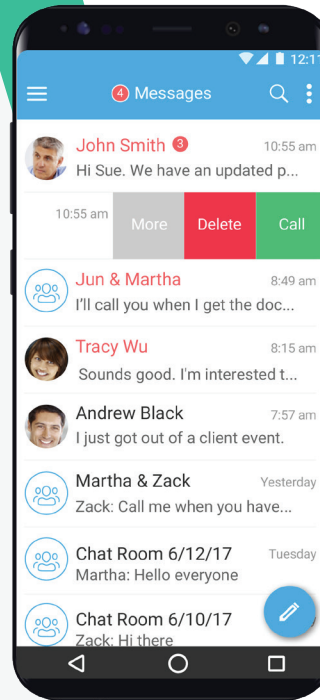 12:11
4 Messages
John Smith 3 10:55 am
Hi Sue. We have an updated p...
10:55 am More Delete Call
Jun & Martha 8:49 am
I'll call you when I get the doc...
Tracy Wu 8:15 am
Sounds good. I'm interested t...
Andrew Black 7:57 am
I just got out of a client event.
Martha & Zack Yesterday
Zack: Call me when you have...
Chat Room 6/12/17 Tuesday
Martha: Hello everyone
Chat Room 6/10/17
Zack: Hi there